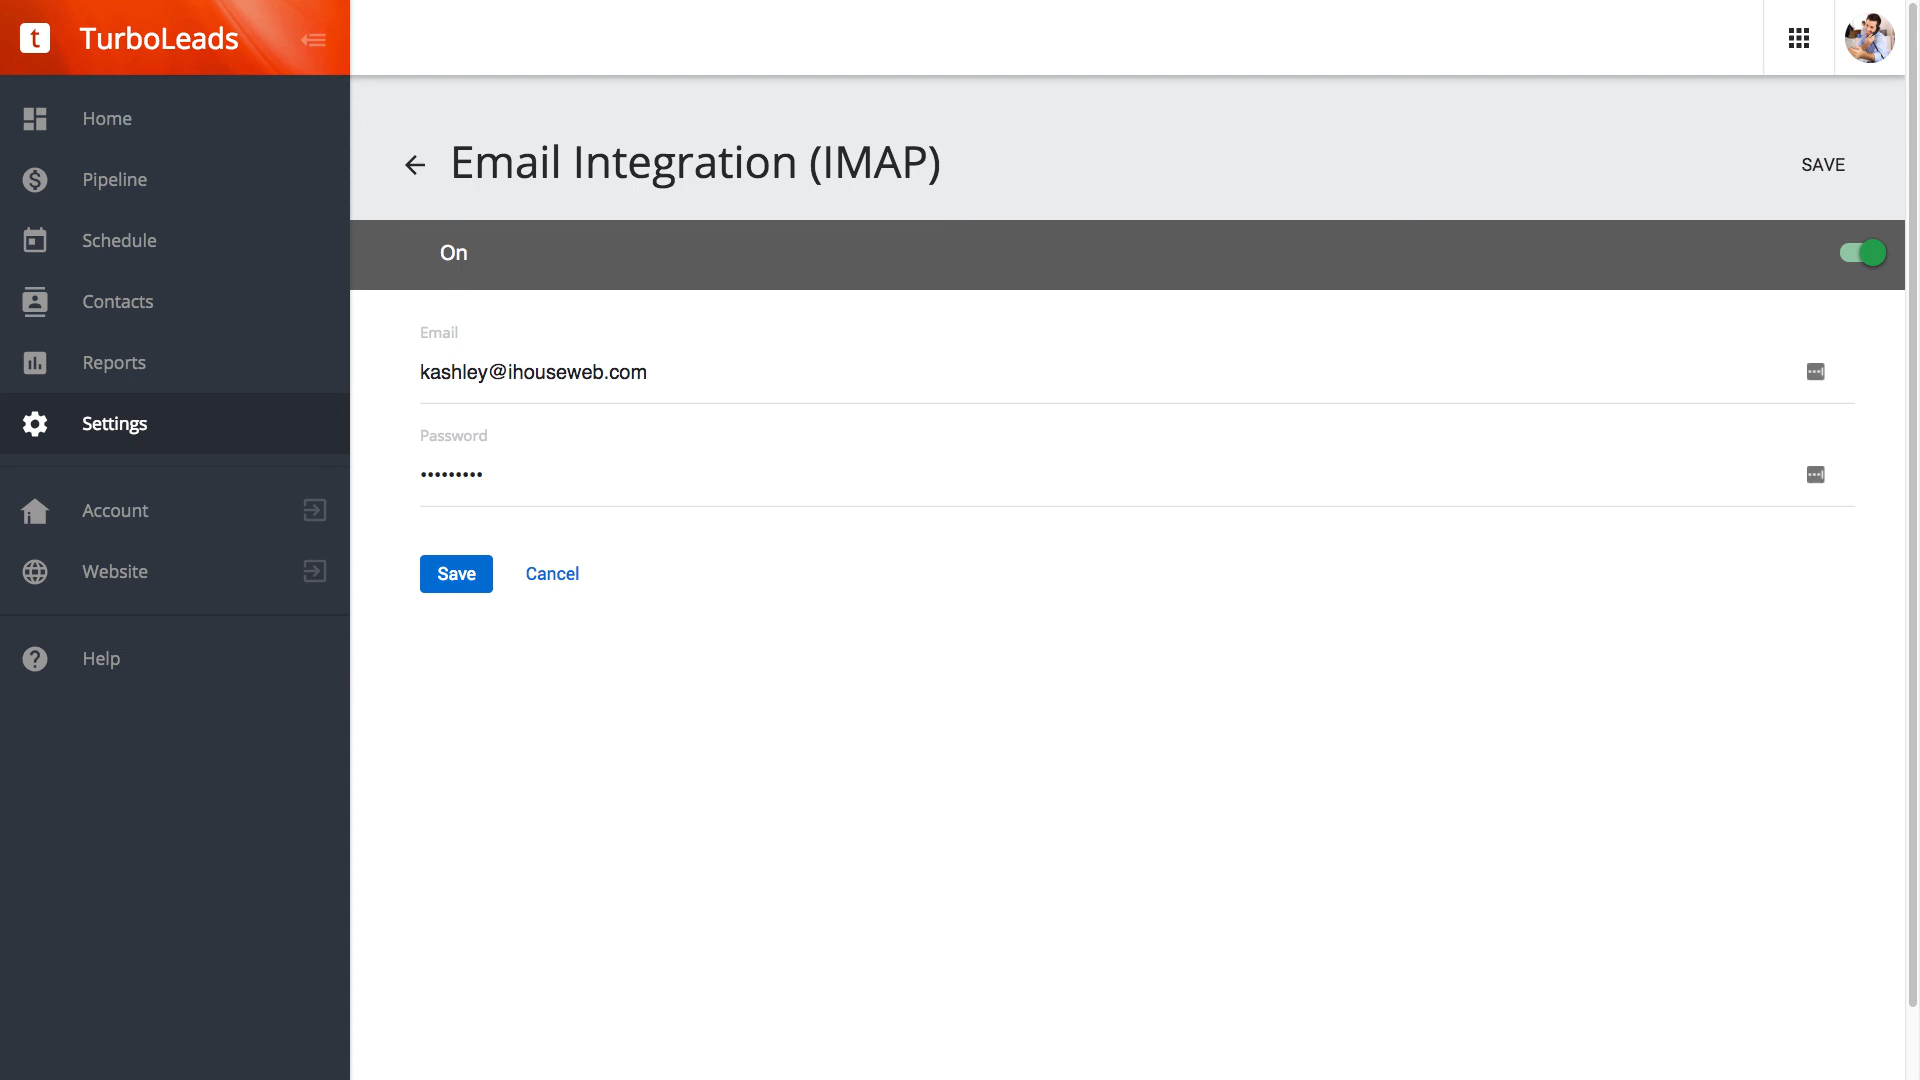 t TurboLeads
Home
Pipeline
Schedule
Contacts
Reports
Settings
Account
Website
Help
Email Integration (IMAP)
SAVE
On
Email
kashley@ihouseweb.com
Password
•••••••••
Save Cancel